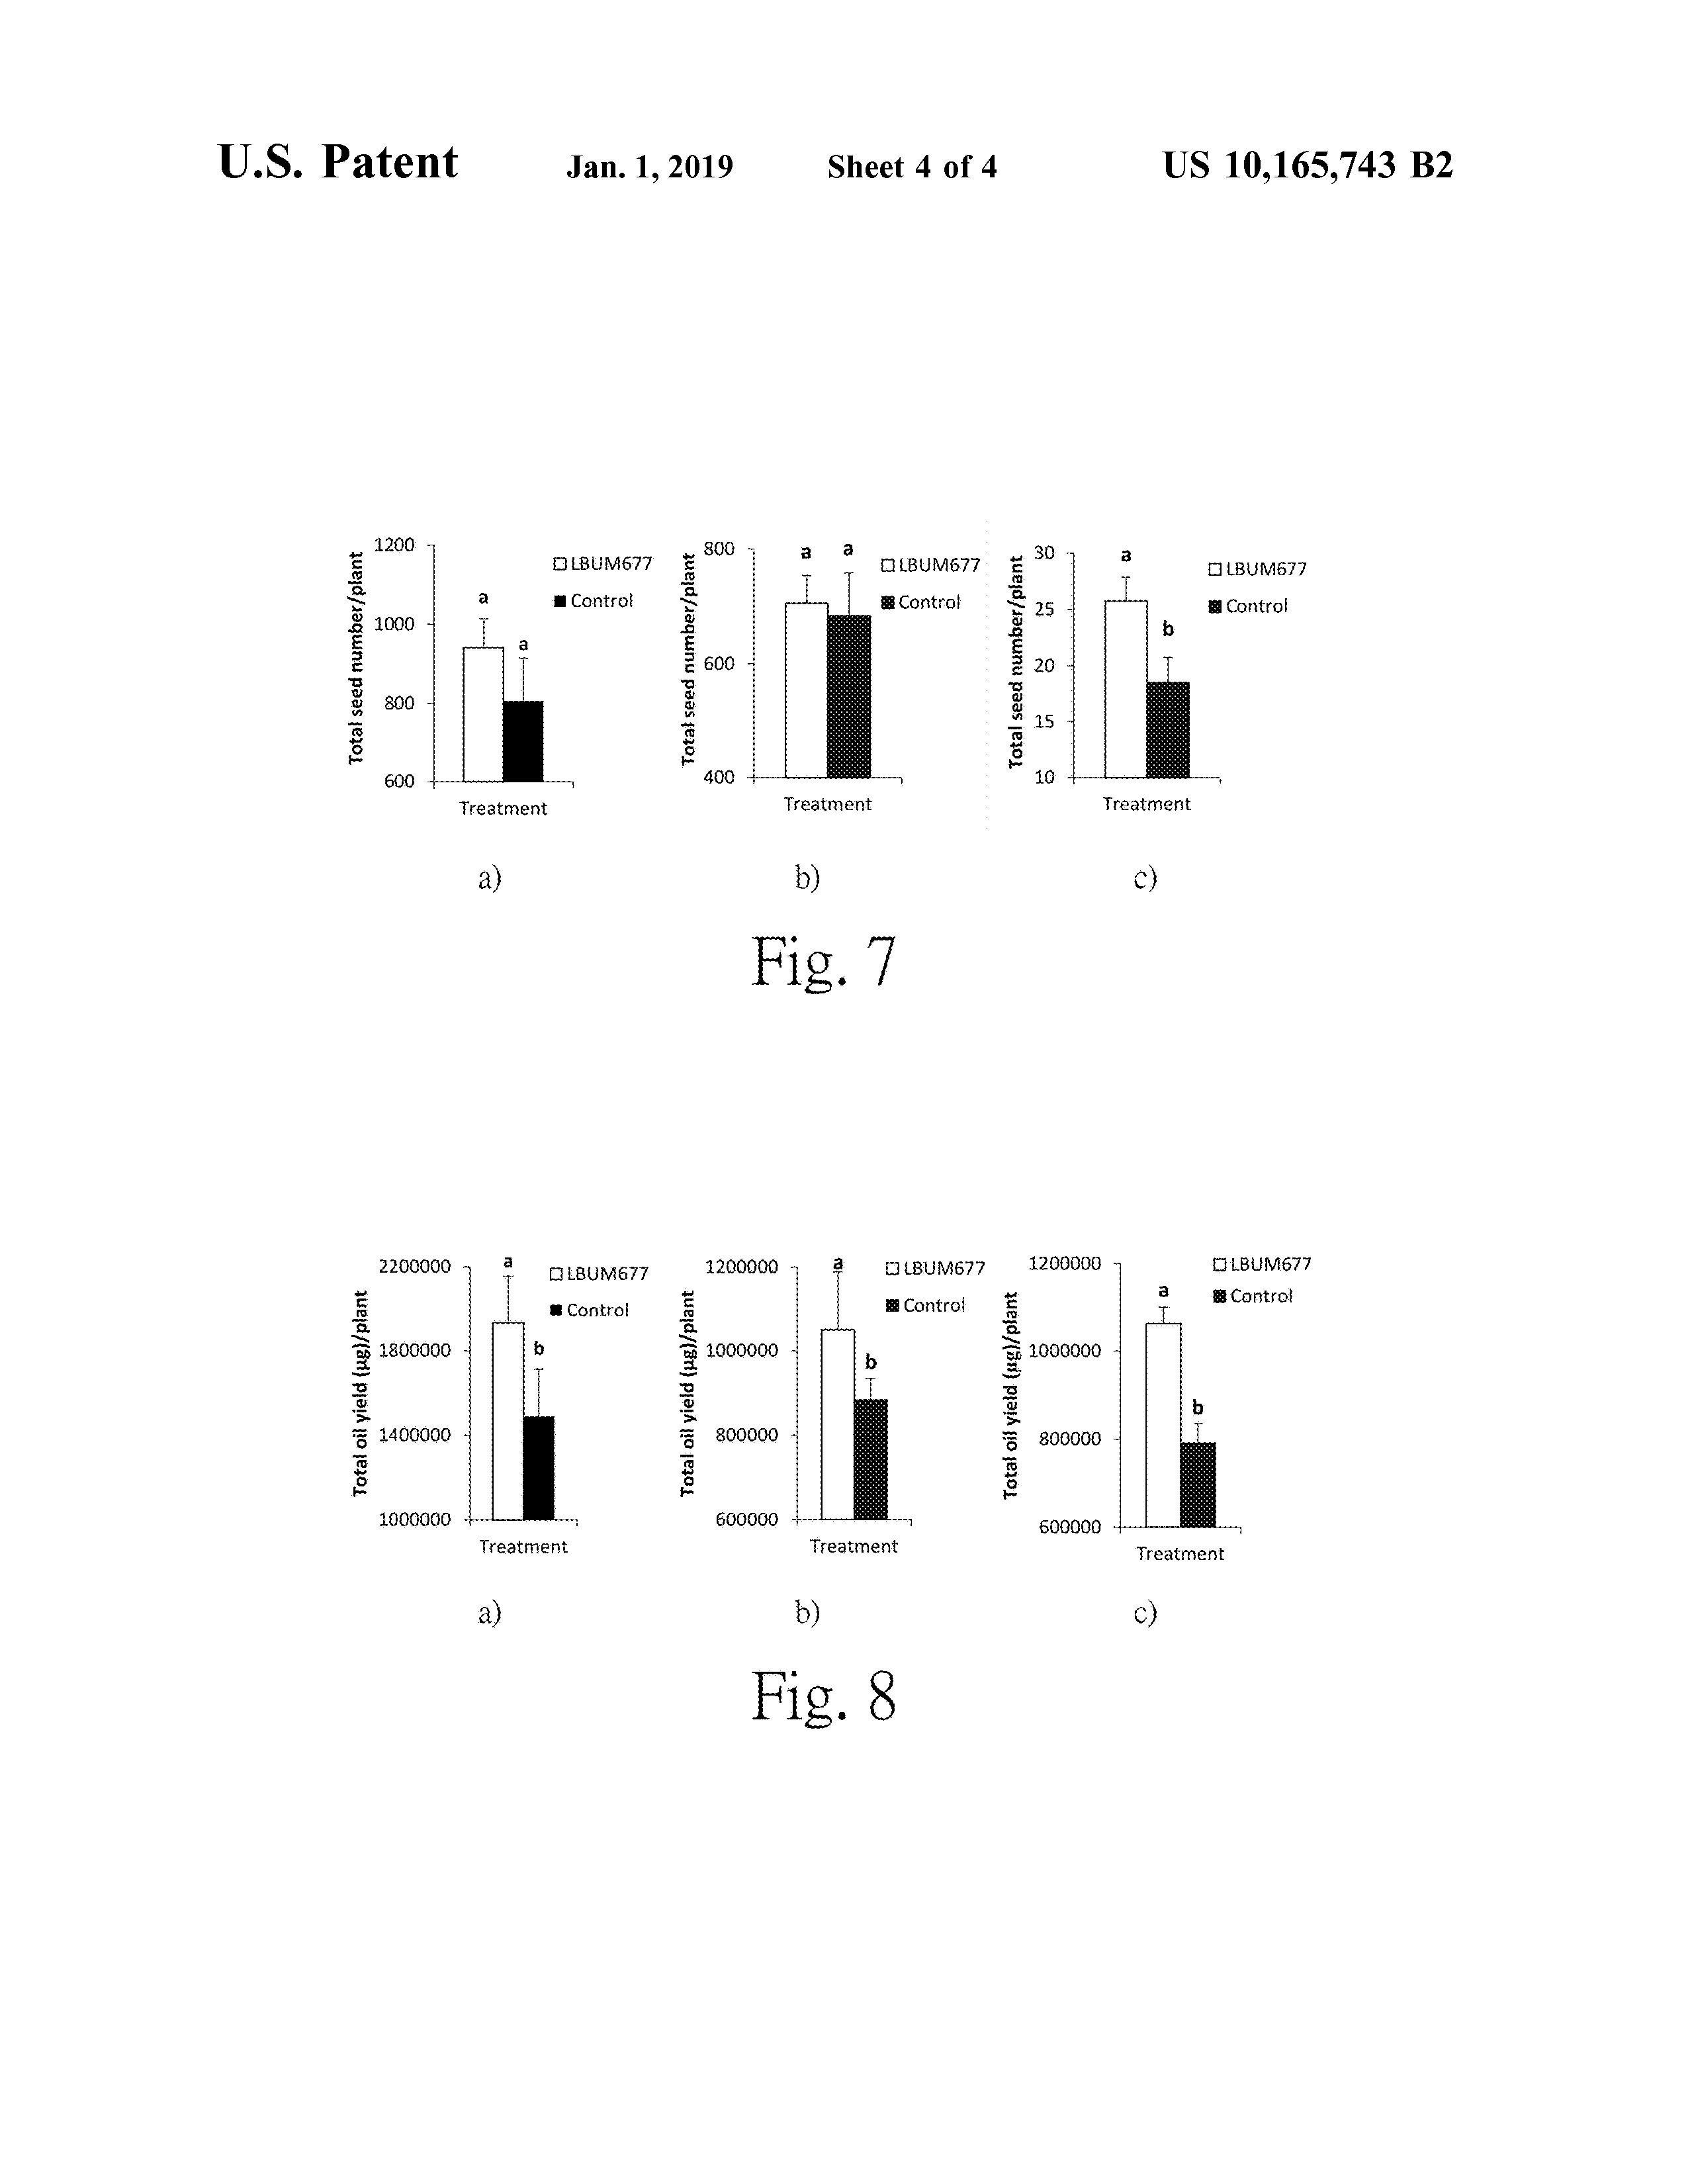 U.S. Patent Jan. 1, 2019 Sheet 4 of 4 US 10,165,743 B2
Total seed number/plant
1200
1000
800
600
a
a
LBUM677
Control
Treatment
a)
Total seed number/plant
800
600
400
a
a
LBUM677
Control
Treatment
b)
Total seed number/plant
30
25
20
15
10
a
b
LBUM677
Control
Treatment
c)
Fig. 7
Total oil yield (µg)/plant
2200000
1800000
1400000
1000000
a
b
LBUM677
Control
Treatment
a)
Total oil yield (µg)/plant
1200000
1000000
800000
600000
a
b
LBUM677
Control
Treatment
b)
Total oil yield (µg)/plant
1200000
1000000
800000
600000
a
b
LBUM677
Control
Treatment
c)
Fig. 8